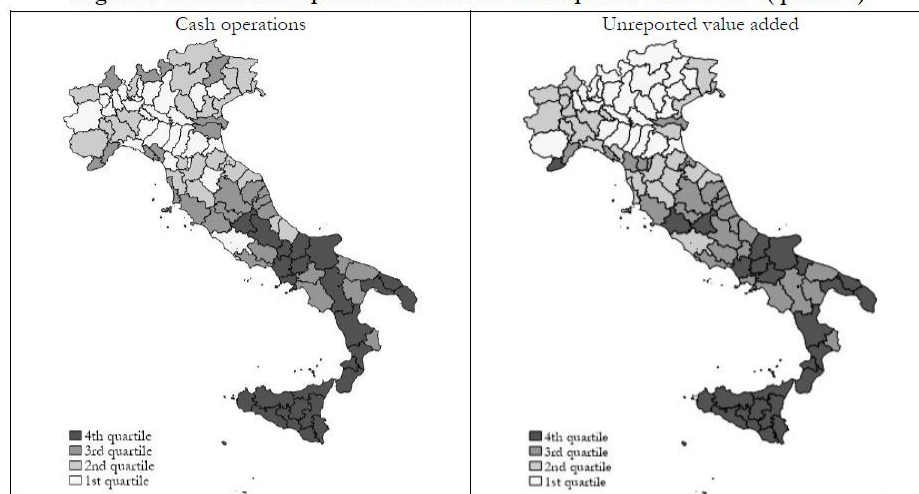 Cash operations
Unreported value added
4th quartile
3rd quartile
2nd quartile
1st quartile
4th quartile
3rd quartile
2nd quartile
1st quartile